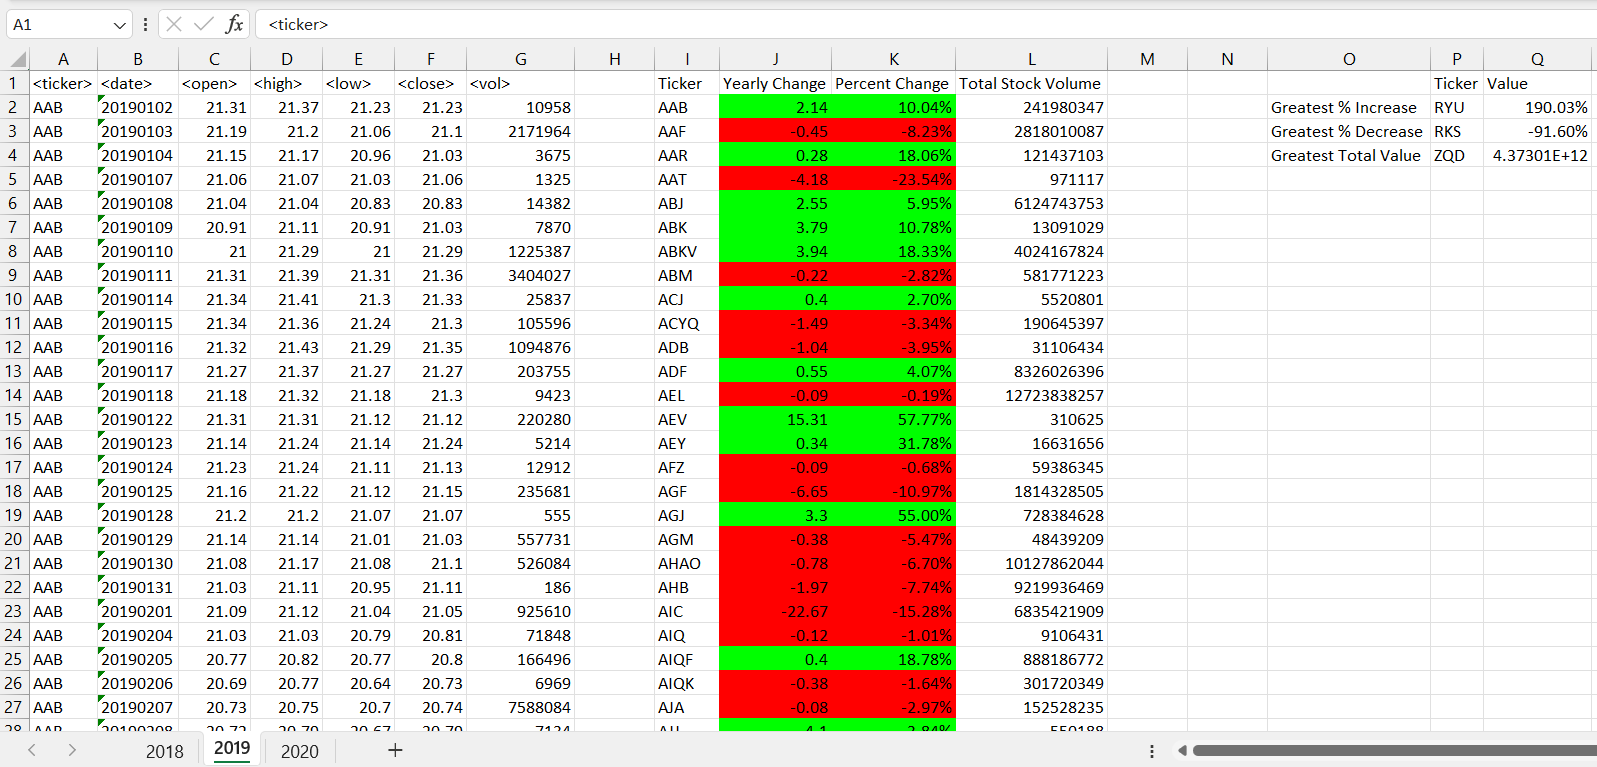 A1 fx <ticker>
A B C D E F G H I J K L M N O P Q
1 <ticker> <date> <open> <high> <low> <close> <vol> Ticker Yearly Change Percent Change Total Stock Volume Ticker Value
2 AAB 20190102 21.31 21.37 21.23 21.23 10958 AAB 2.14 10.04% 241980347 Greatest % Increase RYU 190.03%
3 AAB 20190103 21.19 21.2 21.06 21.1 2171964 AAF -0.45 -8.23% 2818010087 Greatest % Decrease RKS -91.60%
4 AAB 20190104 21.15 21.17 20.96 21.03 3675 AAR 0.28 18.06% 121437103 Greatest Total Value ZQD 4.37301E+12
5 AAB 20190107 21.06 21.07 21.03 21.06 1325 AAT -4.18 -23.54% 971117
6 AAB 20190108 21.04 21.04 20.83 20.83 14382 ABJ 2.55 5.95% 6124743753
7 AAB 20190109 20.91 21.11 20.91 21.03 7870 ABK 3.79 10.78% 13091029
8 AAB 20190110 21 21.29 21 21.29 1225387 ABKV 3.94 18.33% 4024167824
9 AAB 20190111 21.31 21.39 21.31 21.36 3404027 ABM -0.22 -2.82% 581771223
10 AAB 20190114 21.34 21.41 21.3 21.33 25837 ACJ 0.4 2.70% 5520801
11 AAB 20190115 21.34 21.36 21.24 21.3 105596 ACYQ -1.49 -3.34% 190645397
12 AAB 20190116 21.32 21.43 21.29 21.35 1094876 ADB -1.04 -3.95% 31106434
13 AAB 20190117 21.27 21.37 21.27 21.27 203755 ADF 0.55 4.07% 8326026396
14 AAB 20190118 21.18 21.32 21.18 21.3 9423 AEL -0.09 -0.19% 12723838257
15 AAB 20190122 21.31 21.31 21.12 21.12 220280 AEV 15.31 57.77% 310625
16 AAB 20190123 21.14 21.24 21.14 21.24 5214 AEY 0.34 31.78% 16631656
17 AAB 20190124 21.23 21.24 21.11 21.13 12912 AFZ -0.09 -0.68% 59386345
18 AAB 20190125 21.16 21.22 21.12 21.15 235681 AGF -6.65 -10.97% 1814328505
19 AAB 20190128 21.2 21.2 21.07 21.07 555 AGJ 3.3 55.00% 728384628
20 AAB 20190129 21.14 21.14 21.01 21.03 557731 AGM -0.38 -5.47% 48439209
21 AAB 20190130 21.08 21.17 21.08 21.1 526084 AHAO -0.78 -6.70% 10127862044
22 AAB 20190131 21.03 21.11 20.95 21.11 186 AHB -1.97 -7.74% 9219936469
23 AAB 20190201 21.09 21.12 21.04 21.05 925610 AIC -22.67 -15.28% 6835421909
24 AAB 20190204 21.03 21.03 20.79 20.81 71848 AIQ -0.12 -1.01% 9106431
25 AAB 20190205 20.77 20.82 20.77 20.8 166496 AIQF 0.4 18.78% 888186772
26 AAB 20190206 20.69 20.77 20.64 20.73 6969 AIQK -0.38 -1.64% 301720349
27 AAB 20190207 20.73 20.75 20.7 20.74 7588084 AJA -0.08 -2.97% 152528235
28 AAB 20190208
2018 2019 2020